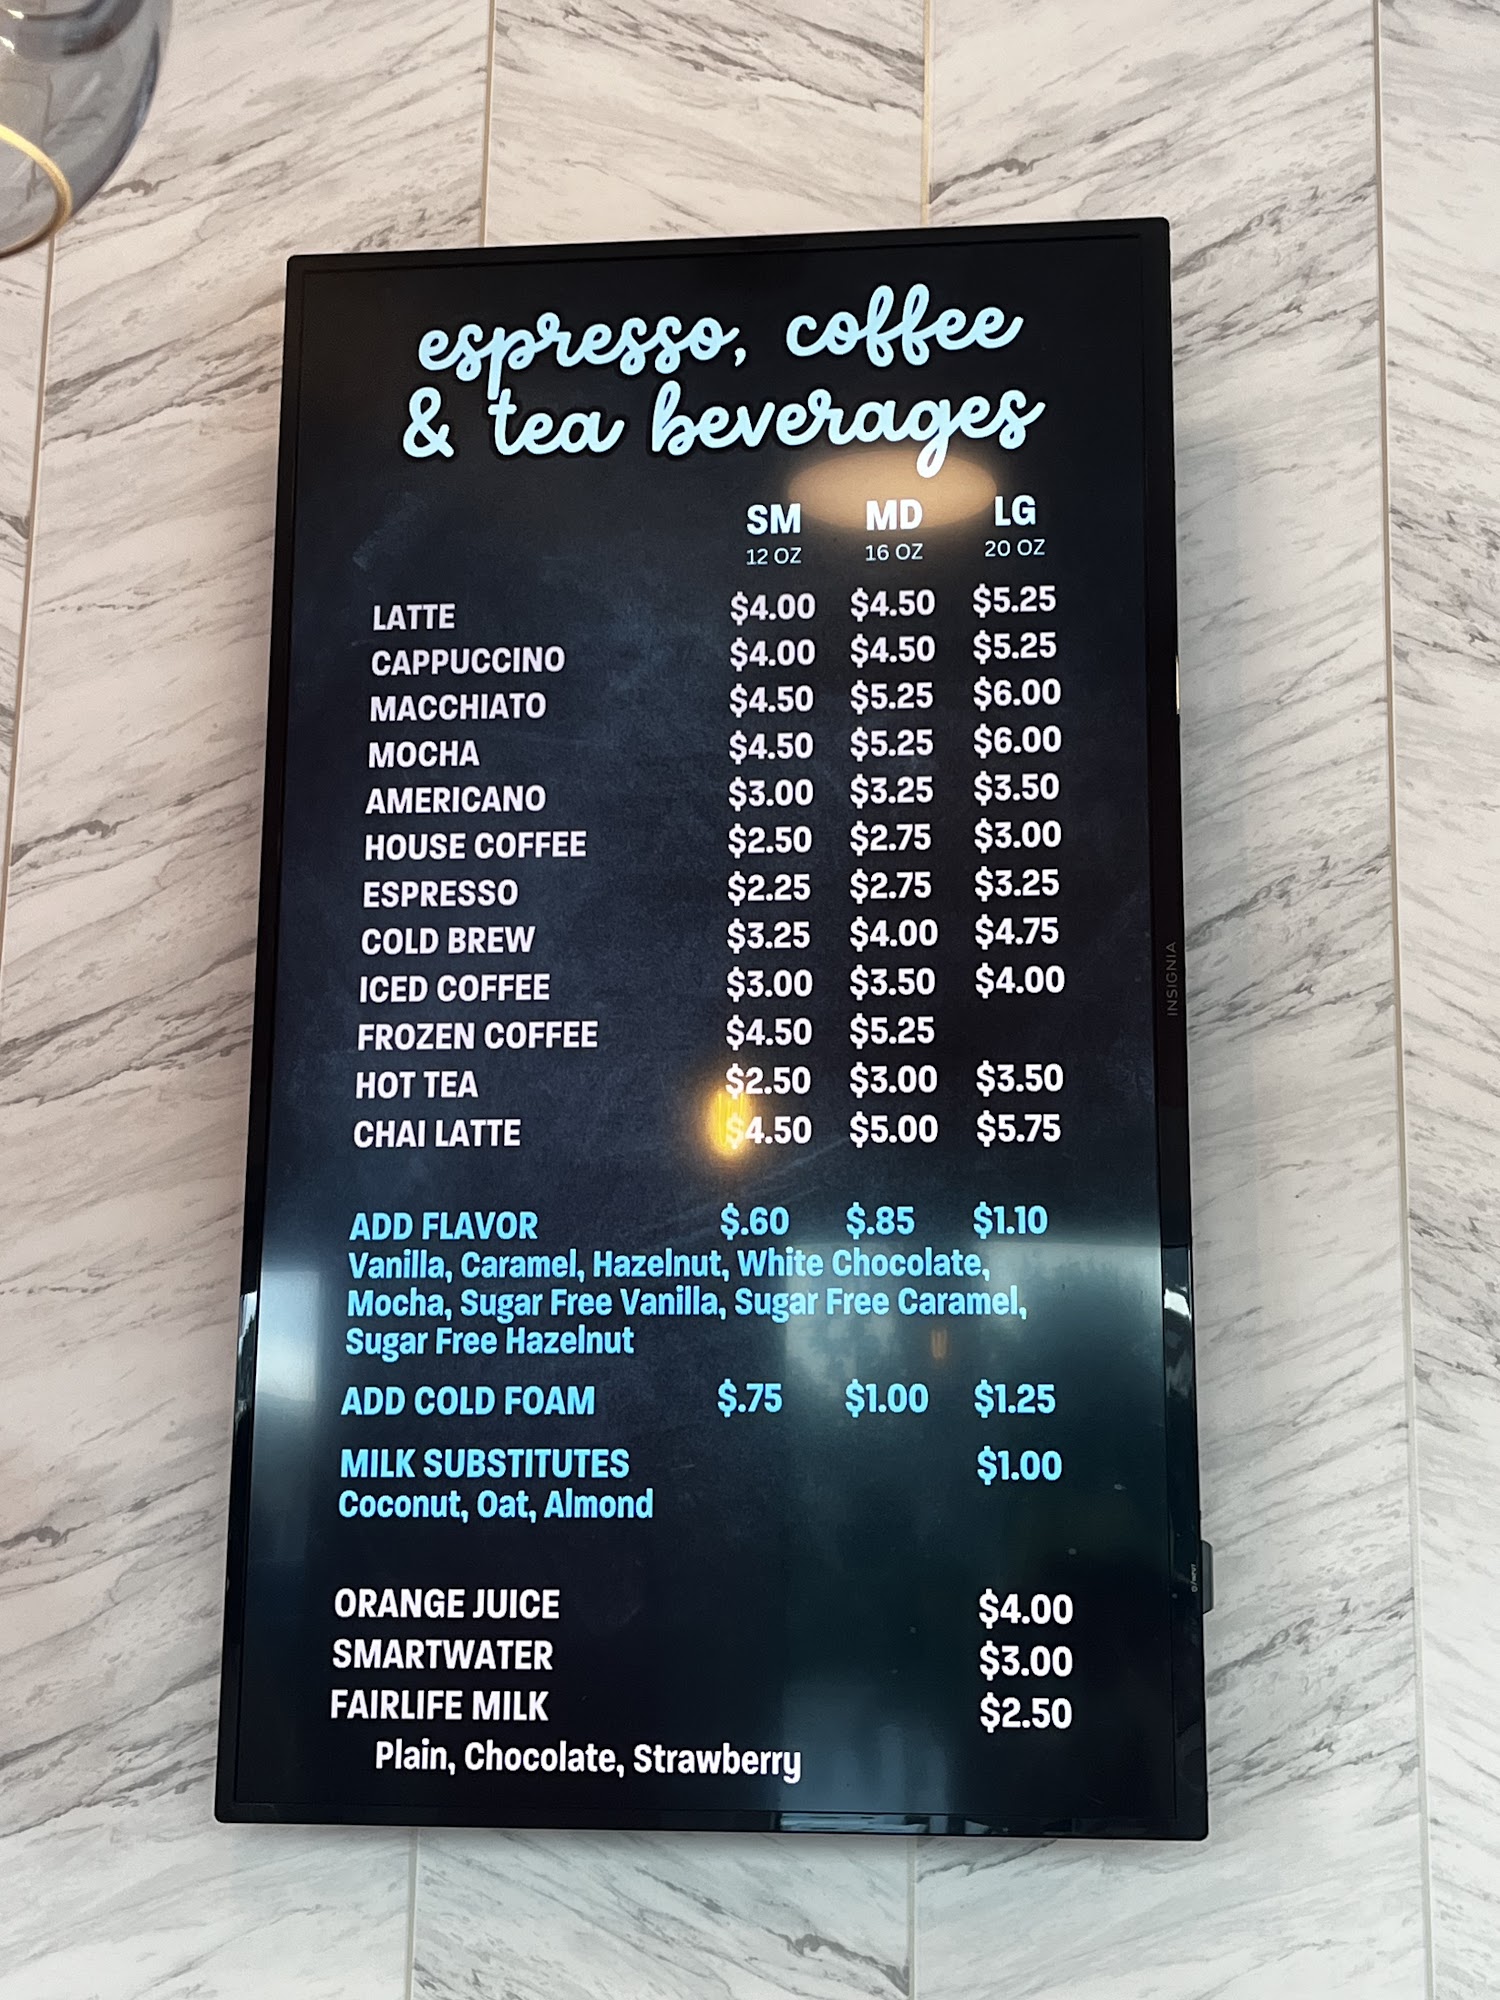 espresso, coffee
& tea beverages
SM MD LG
12 OZ 16 OZ 20 OZ
LATTE $4.00 $4.50 $5.25
CAPPUCCINO $4.00 $4.50 $5.25
MACCHIATO $4.50 $5.25 $6.00
MOCHA $4.50 $5.25 $6.00
AMERICANO $3.00 $3.25 $3.50
HOUSE COFFEE $2.50 $2.75 $3.00
ESPRESSO $2.25 $2.75 $3.25
COLD BREW $3.25 $4.00 $4.75
ICED COFFEE $3.00 $3.50 $4.00
FROZEN COFFEE $4.50 $5.25
HOT TEA $2.50 $3.00 $3.50
CHAI LATTE $4.50 $5.00 $5.75
ADD FLAVOR $.60 $.85 $1.10
Vanilla, Caramel, Hazelnut, White Chocolate,
Mocha, Sugar Free Vanilla, Sugar Free Caramel,
Sugar Free Hazelnut
ADD COLD FOAM $.75 $1.00 $1.25
MILK SUBSTITUTES $1.00
Coconut, Oat, Almond
ORANGE JUICE $4.00
SMARTWATER $3.00
FAIRLIFE MILK $2.50
Plain, Chocolate, Strawberry
INSIGNIA